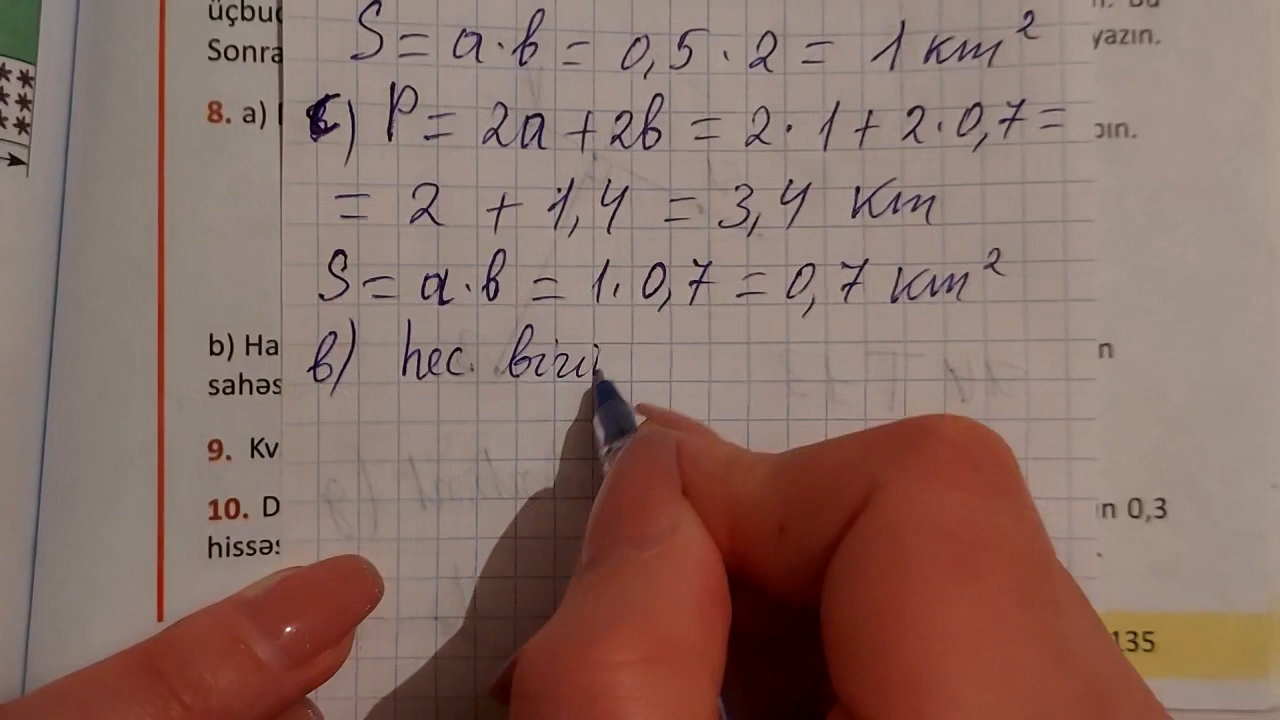 üçbu
Sonra
yazın.
S = a·b = 0,5·2 = 1 km²
8. a)
c) P = 2a + 2b = 2·1 + 2·0,7 =
= 2 + 1,4 = 3,4 km
S = a·b = 1·0,7 = 0,7 km²
b) Ha
sahəs
b) hec biri
9. Kv
10. D
n 0,3
hissə
135